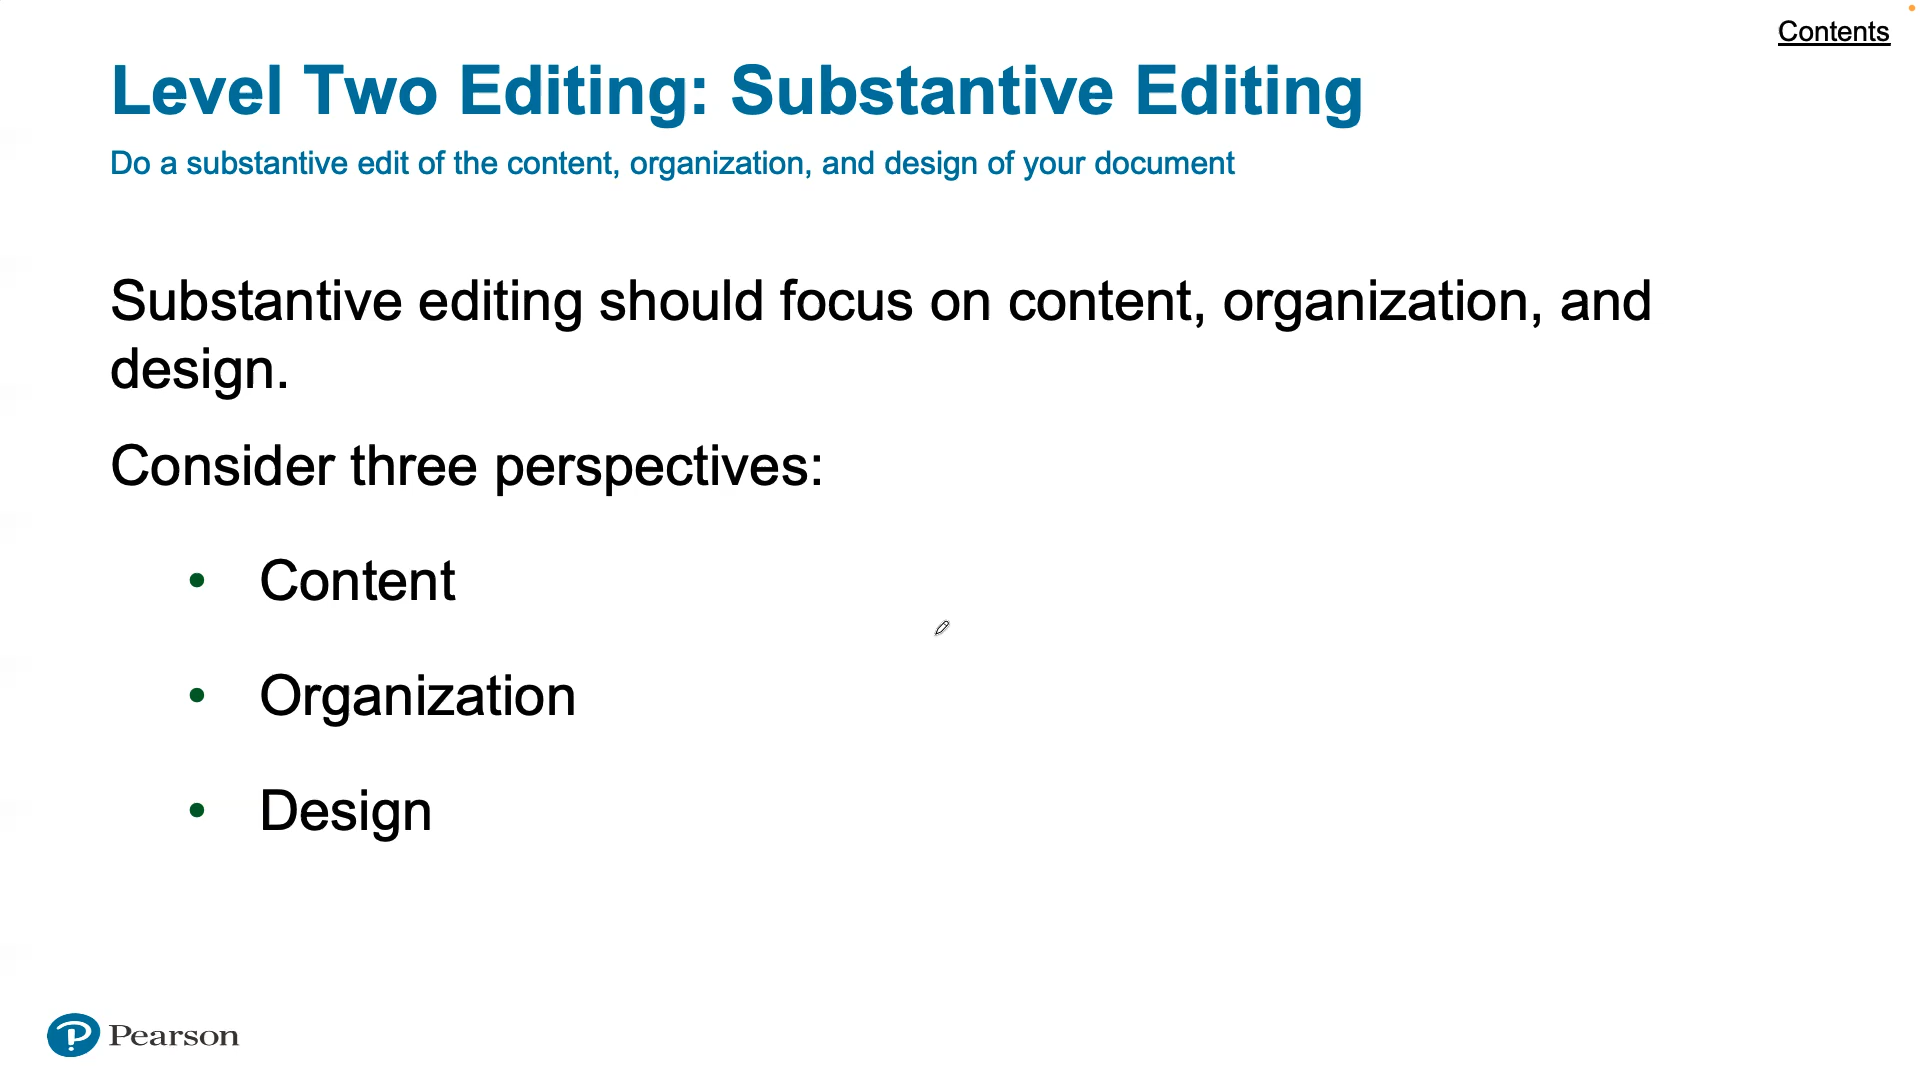 Contents
Level Two Editing: Substantive Editing
Do a substantive edit of the content, organization, and design of your document
Substantive editing should focus on content, organization, and
design.
Consider three perspectives:
• Content
• Organization
• Design
Pearson